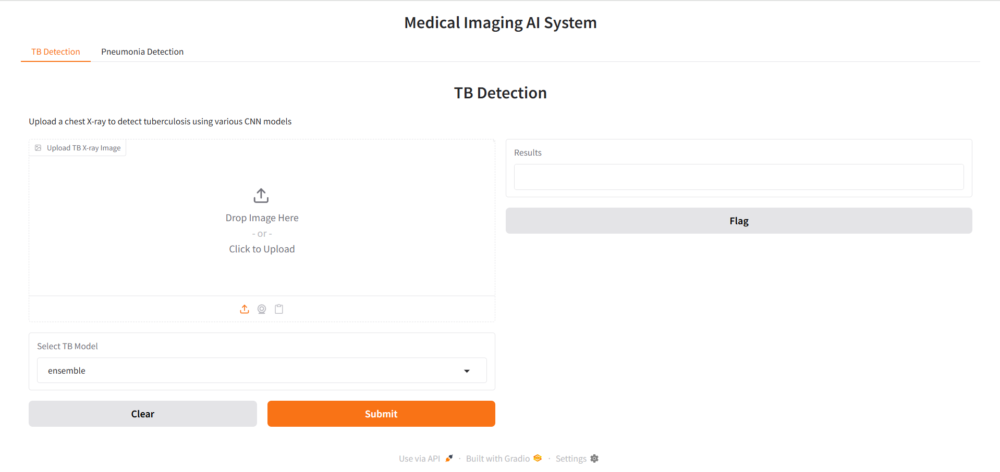 Medical Imaging AI System
TB Detection
Pneumonia Detection
TB Detection
Upload a chest X-ray to detect tuberculosis using various CNN models
Upload TB X-ray Image
Drop Image Here
- or -
Click to Upload
Select TB Model
ensemble
Clear
Submit
Results
Flag
Use via API · Built with Gradio · Settings